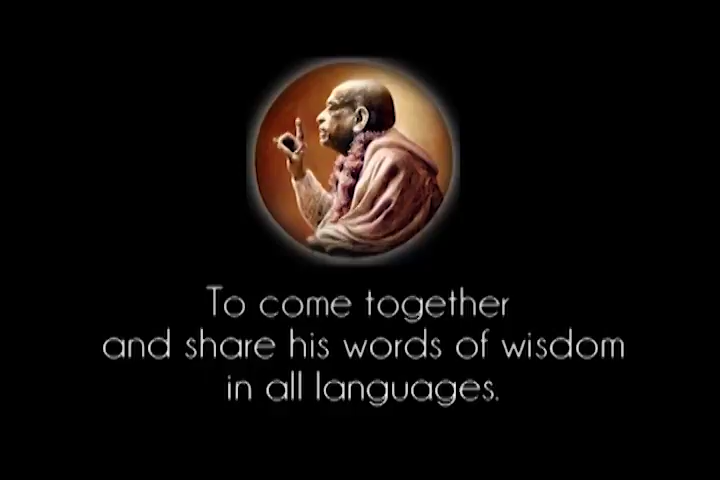 To come together
and share his words of wisdom
in all languages.